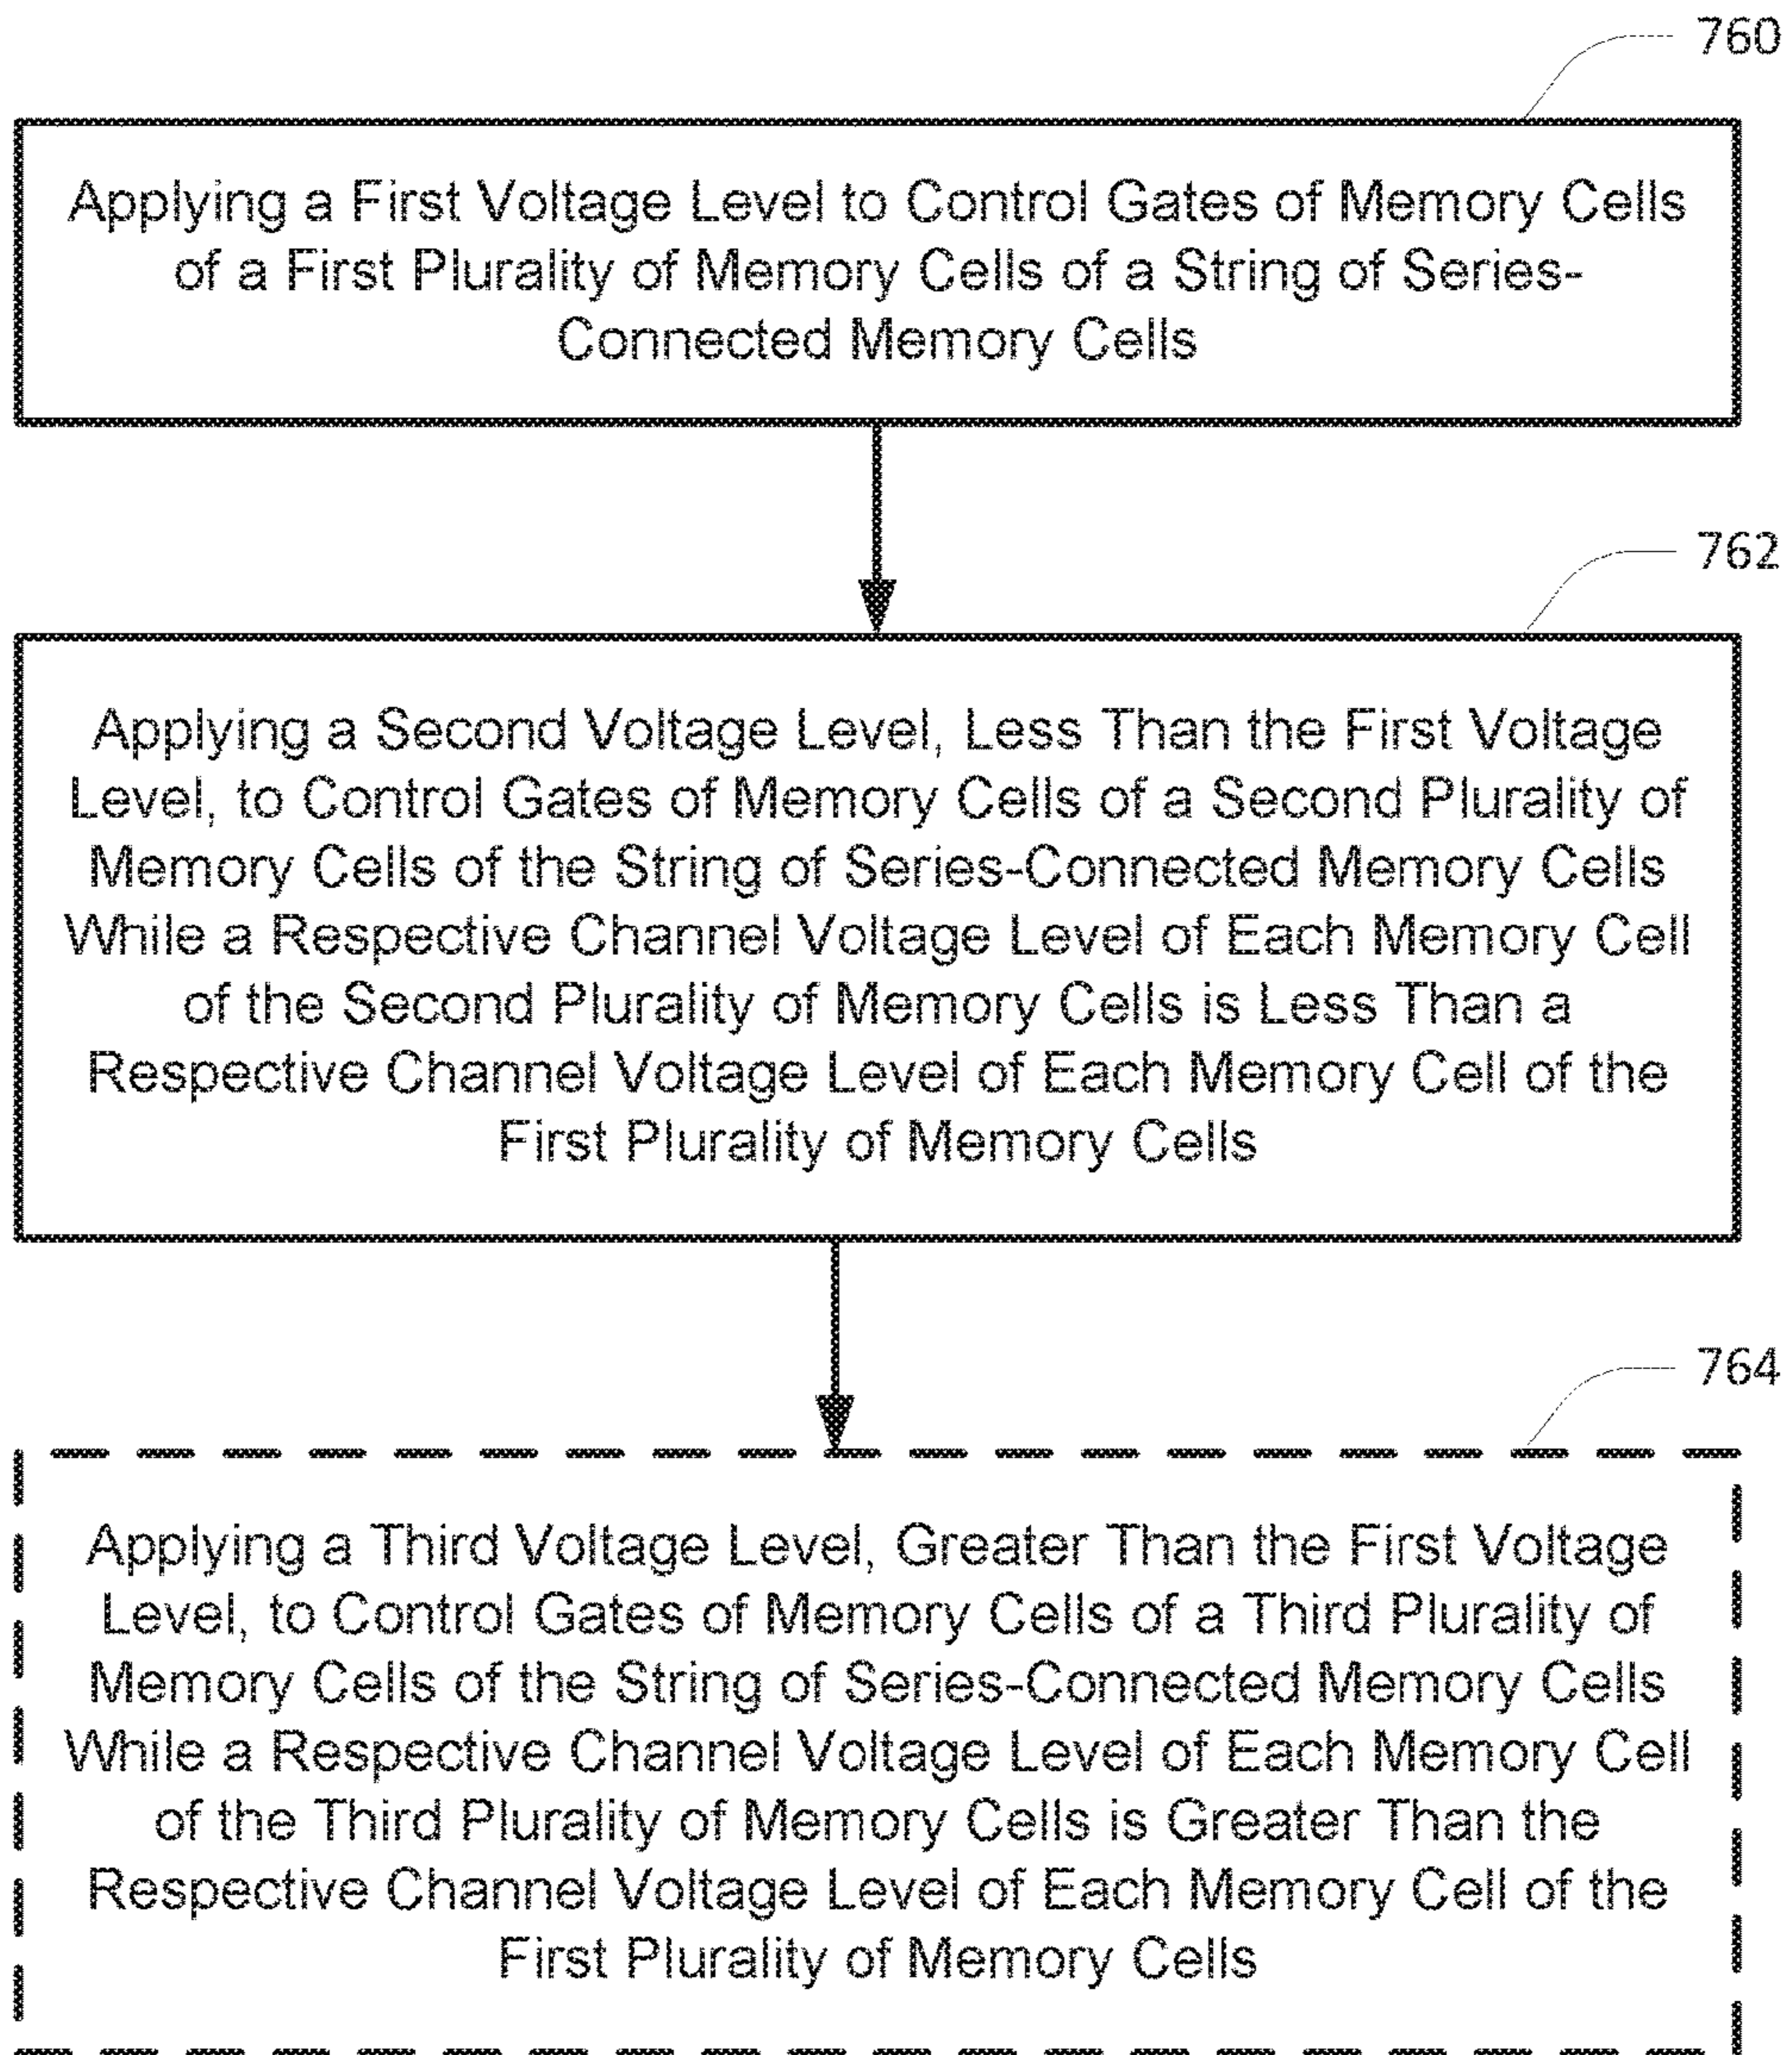 760
Applying a First Voltage Level to Control Gates of Memory Cells
of a First Plurality of Memory Cells of a String of Series-
Connected Memory Cells
762
Applying a Second Voltage Level, Less Than the First Voltage
Level, to Control Gates of Memory Cells of a Second Plurality of
Memory Cells of the String of Series-Connected Memory Cells
While a Respective Channel Voltage Level of Each Memory Cell
of the Second Plurality of Memory Cells is Less Than a
Respective Channel Voltage Level of Each Memory Cell of the
First Plurality of Memory Cells
764
Applying a Third Voltage Level, Greater Than the First Voltage
Level, to Control Gates of Memory Cells of a Third Plurality of
Memory Cells of the String of Series-Connected Memory Cells
While a Respective Channel Voltage Level of Each Memory Cell
of the Third Plurality of Memory Cells is Greater Than the
Respective Channel Voltage Level of Each Memory Cell of the
First Plurality of Memory Cells